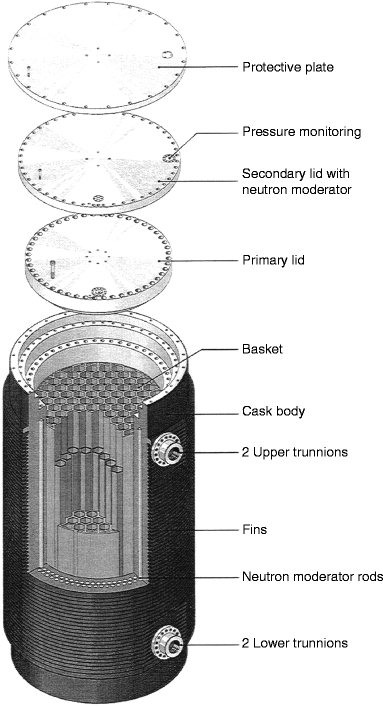 Protective plate
Pressure monitoring
Secondary lid with
neutron moderator
Primary lid
Basket
Cask body
2 Upper trunnions
Fins
Neutron moderator rods
2 Lower trunnions